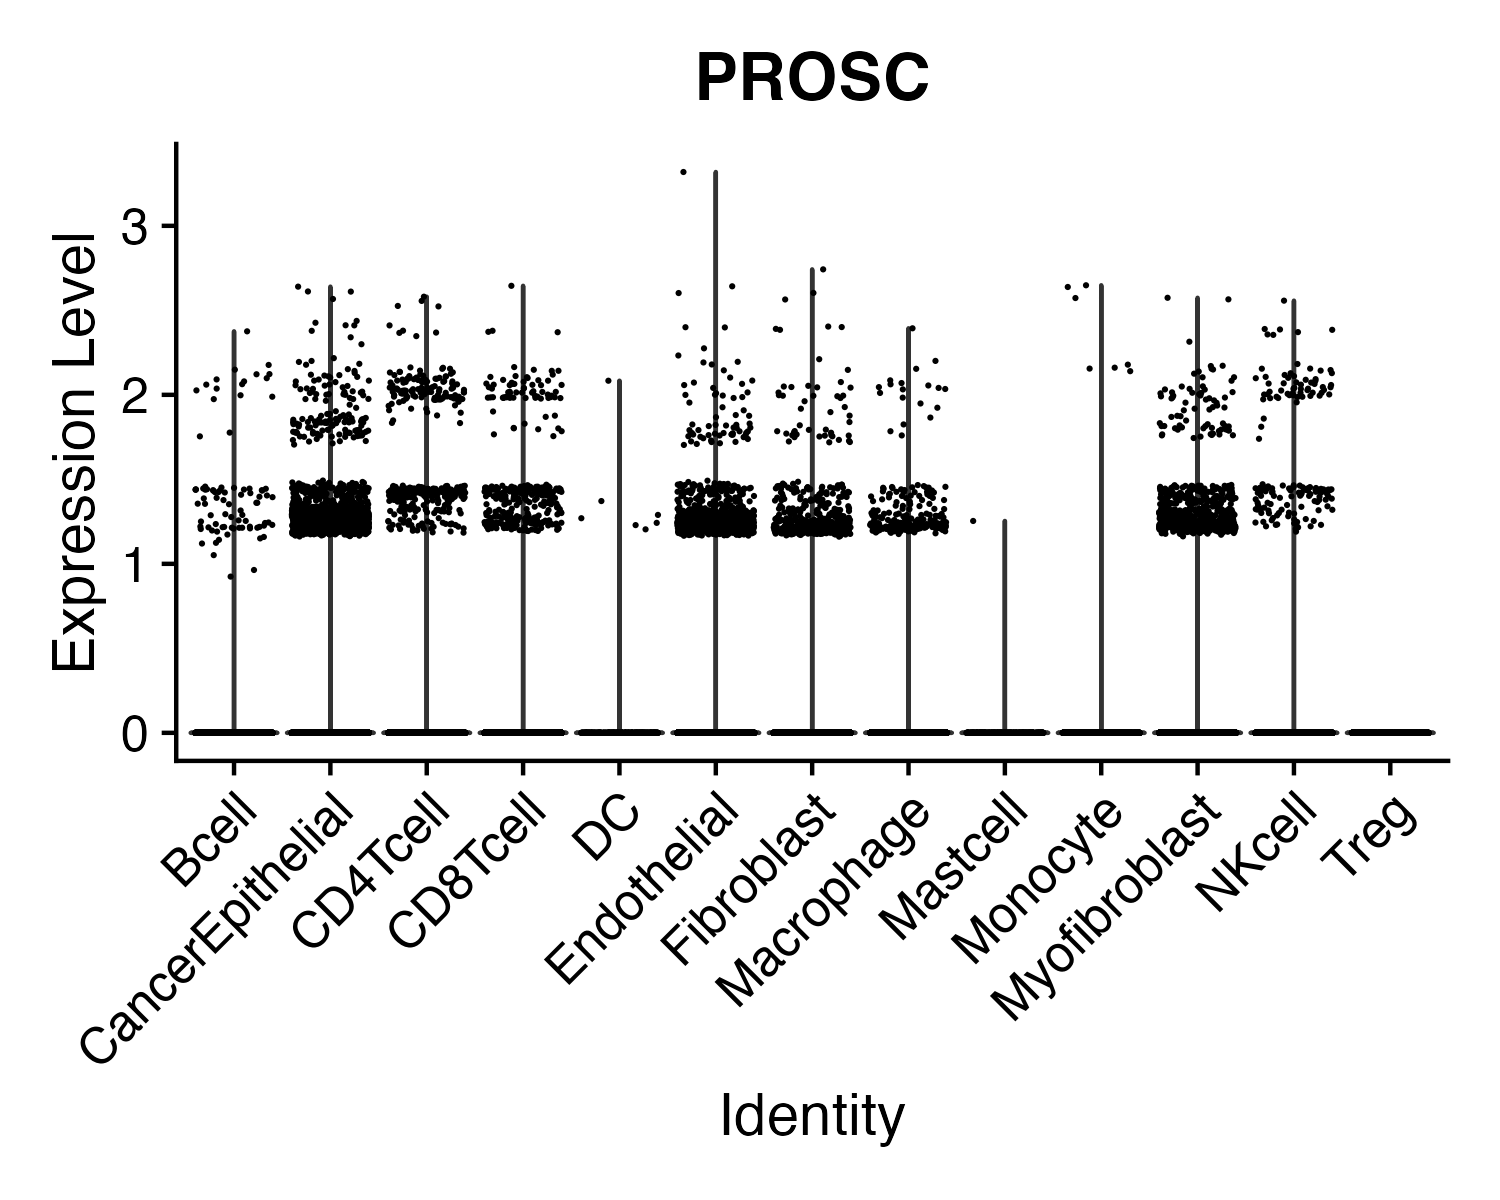 PROSC
Expression Level
3
2
1
0
Bcell
CancerEpithelial
CD4Tcell
CD8Tcell
DC
Endothelial
Fibroblast
Macrophage
Mastcell
Monocyte
Myofibroblast
NKcell
Treg
Identity